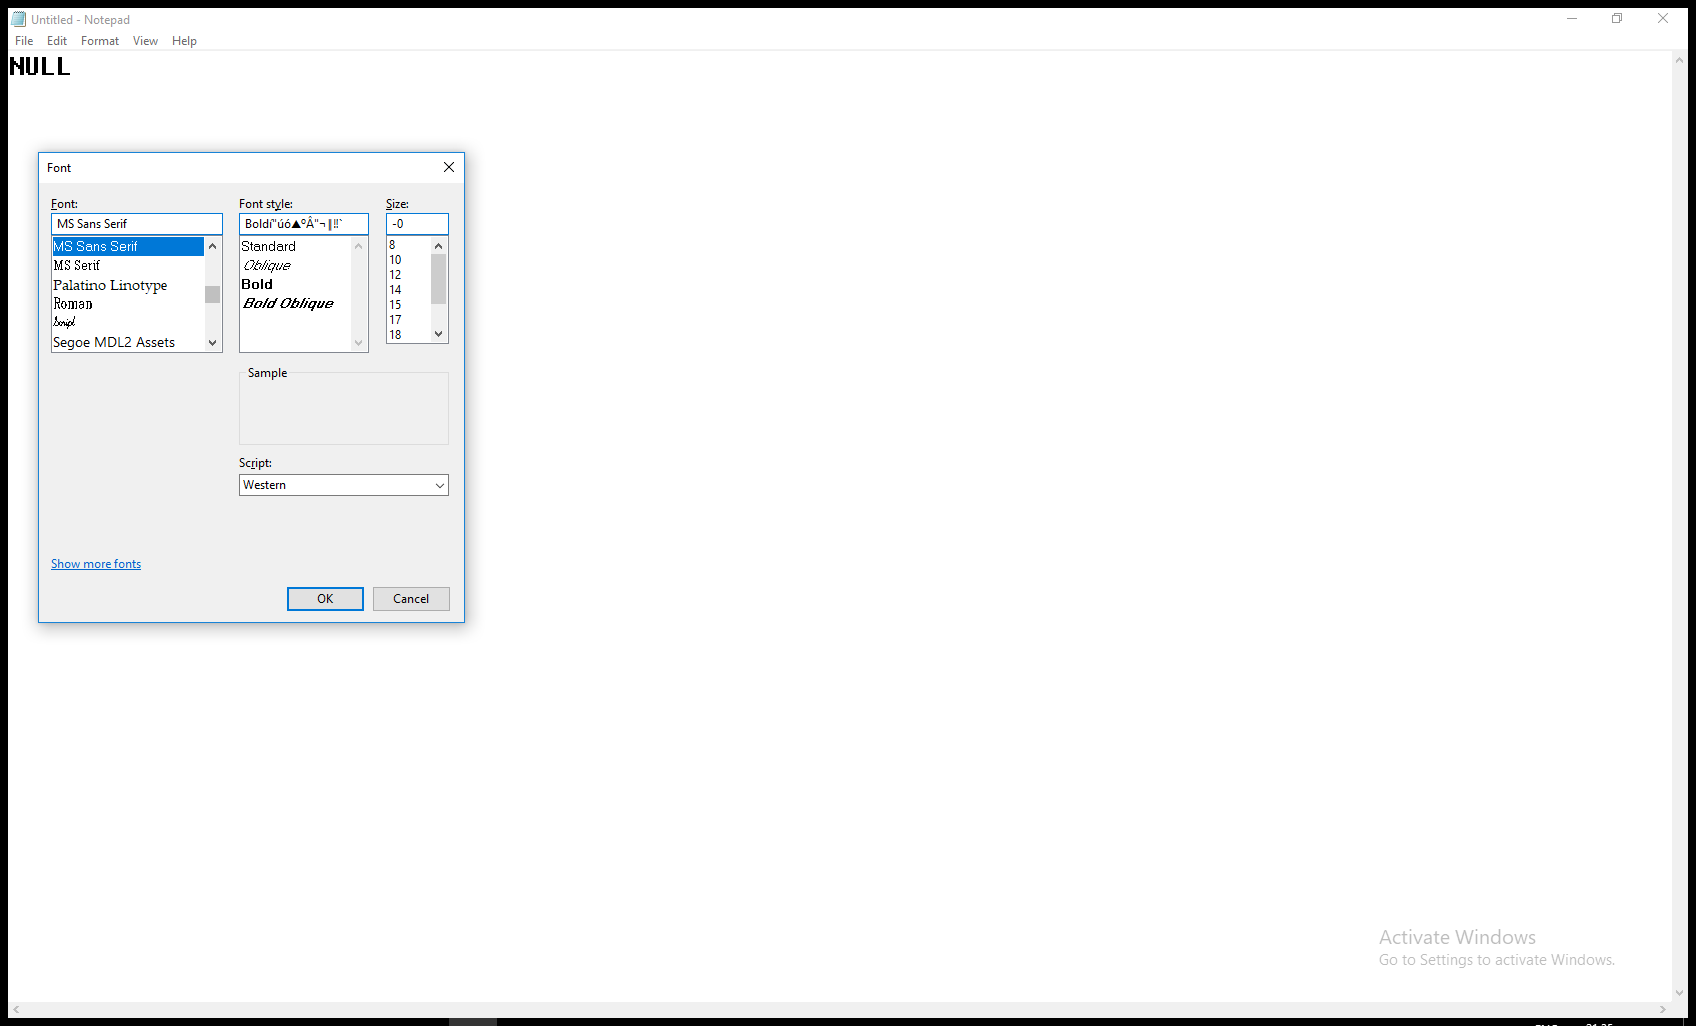 Untitled - Notepad
File Edit Format View Help
NULL
Font
Font: Font style: Size:
MS Sans Serif Boldí"úó▲ºÂ"¬║‼` -0
MS Sans Serif Standard 8
MS Serif Oblique 10
Palatino Linotype Bold 12
Roman Bold Oblique 14
Script 15
Segoe MDL2 Assets 17
18
Sample
Script:
Western
Show more fonts
OK Cancel
Activate Windows
Go to Settings to activate Windows.